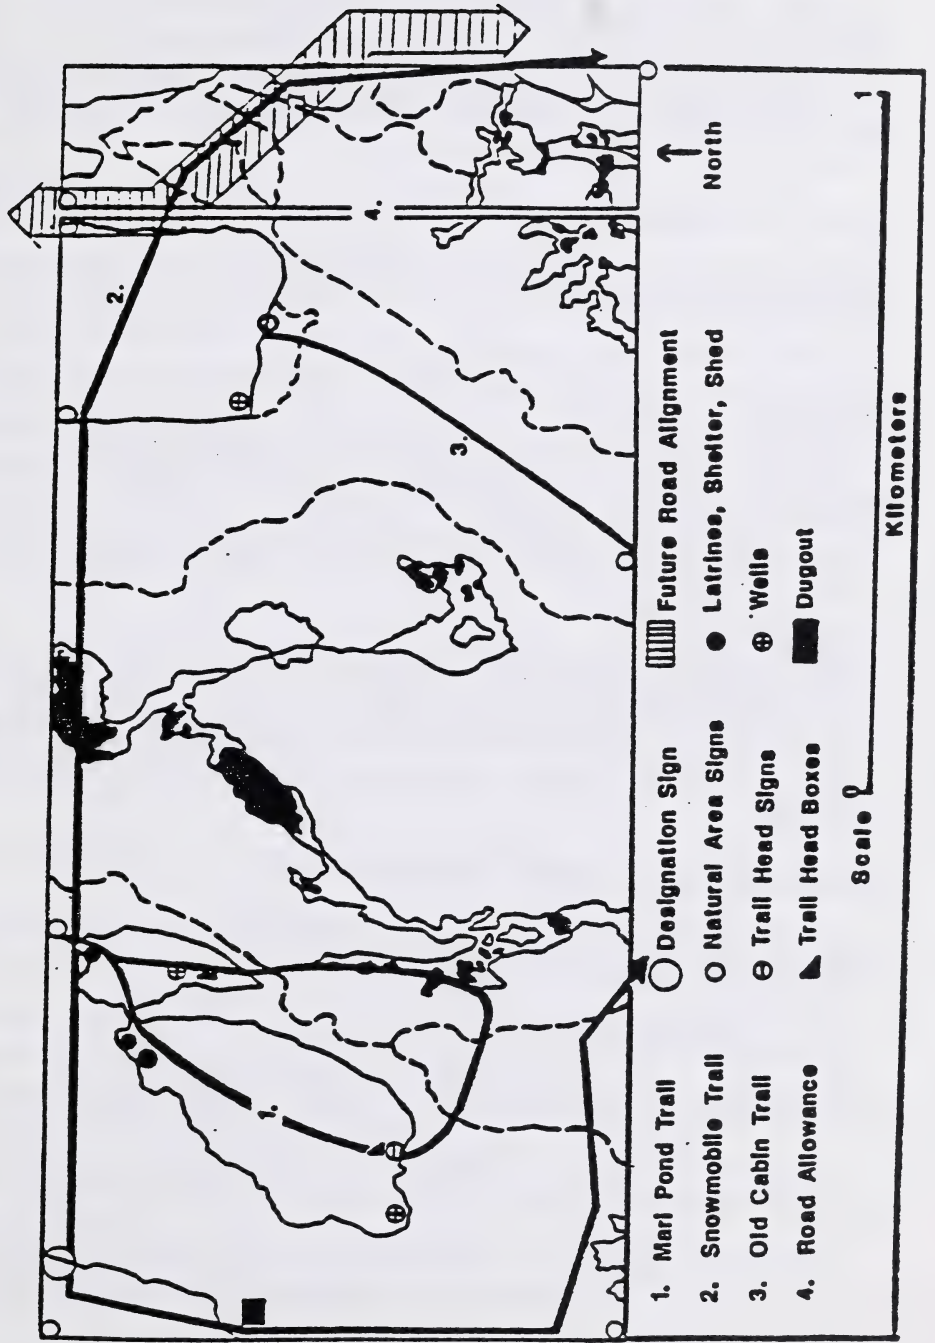 2.
4.
3.
1.
1. Marl Pond Trail
2. Snowmobile Trail
3. Old Cabin Trail
4. Road Allowance
Designation Sign
Natural Area Signs
Trail Head Signs
Trail Head Boxes
Future Road Alignment
Latrines, Shelter, Shed
Wells
Dugout
North
Scale 0 1
Kilometers